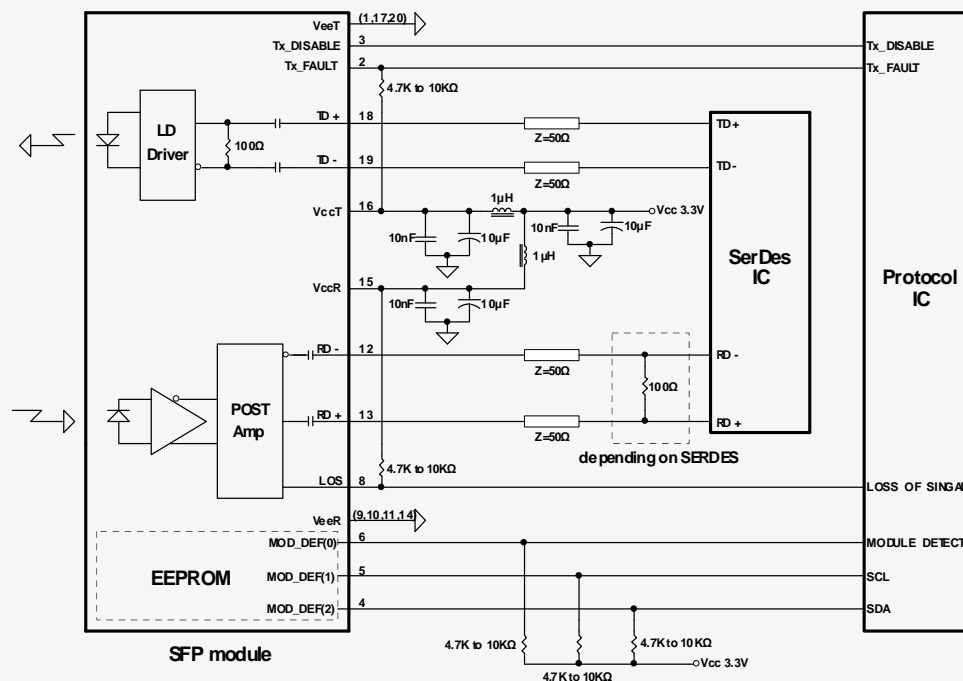 VeeT (1,17,20)
Tx_DISABLE 3 Tx_DISABLE
Tx_FAULT 2 Tx_FAULT
4.7K to 10KΩ
LD
Driver
100Ω
TD+ 18 TD+
Z=50Ω
TD- 19 TD-
Z=50Ω
1µH
VccT 16 Vcc 3.3V
10nF 10µF 10nF 10µF
1µH
SerDes
IC
Protocol
IC
VccR 15
10nF 10µF
RD- 12 RD-
Z=50Ω
100Ω
POST
Amp
RD+ 13 RD+
Z=50Ω
depending on SERDES
4.7K to 10KΩ
LOS 8 LOSS OF SINGAL
VeeR (9,10,11,14)
MOD_DEF(0) 6 MODULE DETECT
EEPROM
MOD_DEF(1) 5 SCL
MOD_DEF(2) 4 SDA
4.7K to 10KΩ 4.7K to 10KΩ
Vcc 3.3V
4.7K to 10KΩ
SFP module